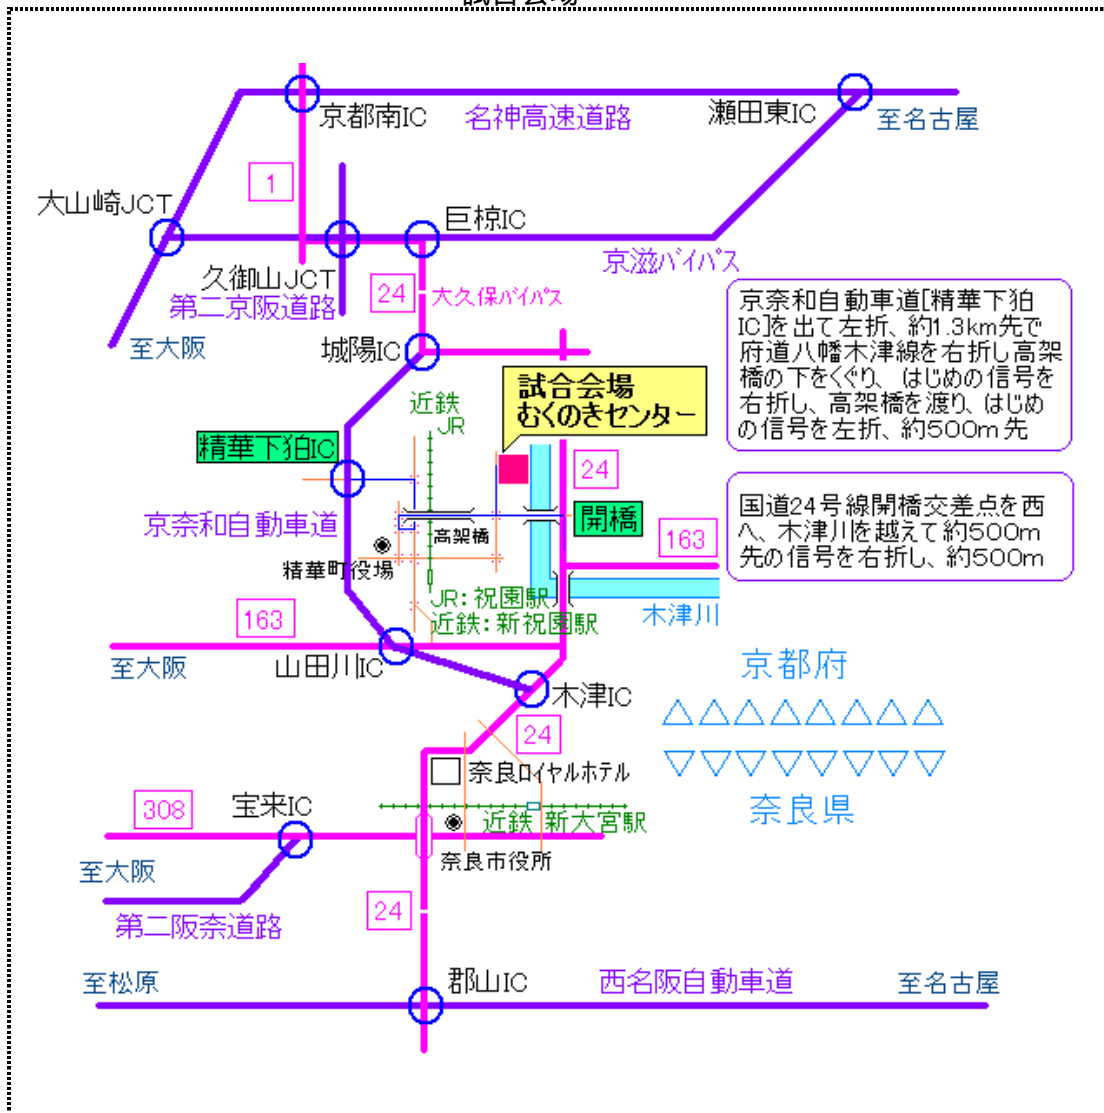 試合会場
京都南IC
名神高速道路
瀬田東IC
至名古屋
1
大山崎JCT
巨椋IC
京滋バイパス
久御山JCT
第二京阪道路
24
大久保バイパス
至大阪
城陽IC
京奈和自動車道[精華下狛
IC]を出て左折、約1.3km先で
府道八幡木津線を右折し高架
橋の下をくぐり、はじめの信号を
右折し、高架橋を渡り、はじめ
の信号を左折、約500m 先
試合会場
むくのきセンター
近鉄
JR
精華下狛IC
24
京奈和自動車道
高架橋
開橋
163
国道24号線開橋交差点を西
へ、木津川を越えて約500m
先の信号を右折し、約500m
精華町役場
JR：祝園駅
近鉄：新祝園駅
木津川
163
至大阪
山田川IC
木津IC
京都府
24
奈良ロイヤルホテル
奈良県
308
宝来IC
近鉄 新大宮駅
奈良市役所
至大阪
第二阪奈道路
24
至松原
郡山IC
西名阪自動車道
至名古屋